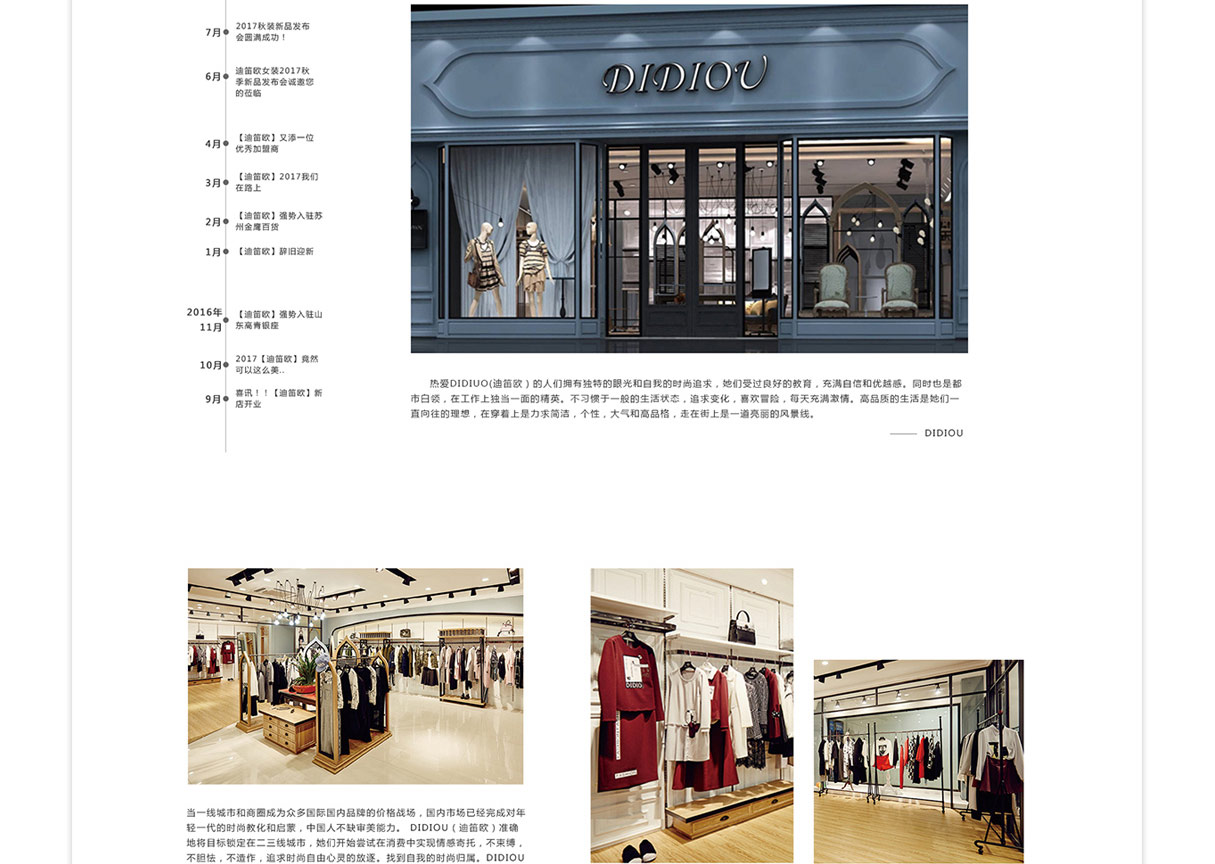 7月
2017秋装新品发布
会圆满成功！
6月
迪笛欧女装2017秋
季新品发布会诚邀您
的莅临
4月
【迪笛欧】又添一位
优秀加盟商
3月
【迪笛欧】2017我们
在路上
2月
【迪笛欧】强势入驻苏
州金鹰百货
1月
【迪笛欧】辞旧迎新
2016年
11月
【迪笛欧】强势入驻山
东高青银座
10月
2017【迪笛欧】竟然
可以这么美..
9月
喜讯！！【迪笛欧】新
店开业
DIDIOU
热爱DIDIUO(迪笛欧）的人们拥有独特的眼光和自我的时尚追求，她们受过良好的教育，充满自信和优越感。同时也是都
市白领，在工作上独当一面的精英。不习惯于一般的生活状态，追求变化，喜欢冒险，每天充满激情。高品质的生活是她们一
直向往的理想，在穿着上是力求简洁，个性，大气和高品格，走在街上是一道亮丽的风景线。
DIDIOU
当一线城市和商圈成为众多国际国内品牌的价格战场，国内市场已经完成对年
轻一代的时尚教化和启蒙，中国人不缺审美能力。 DIDIOU（迪笛欧）准确
地将目标锁定在二三线城市，她们开始尝试在消费中实现情感寄托，不束缚，
不胆怯，不造作，追求时尚自由心灵的放逐。找到自我的时尚归属。DIDIOU